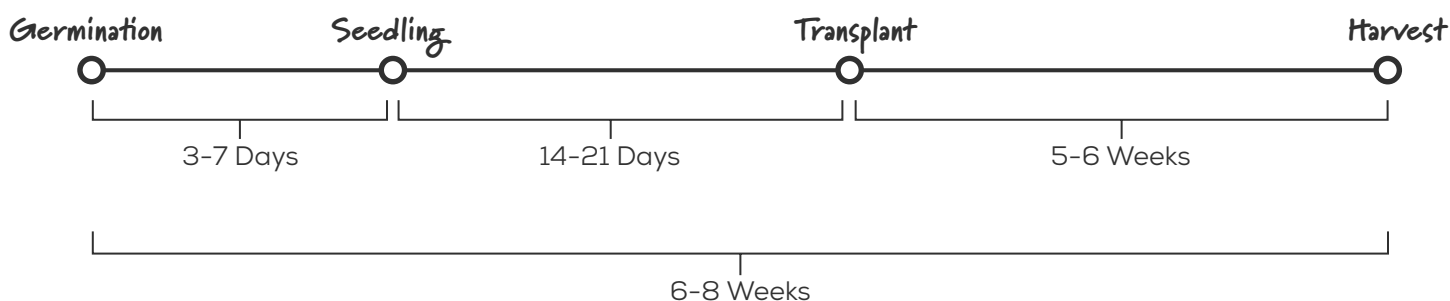 Germination
Seedling
Transplant
Harvest
3-7 Days
14-21 Days
5-6 Weeks
6-8 Weeks